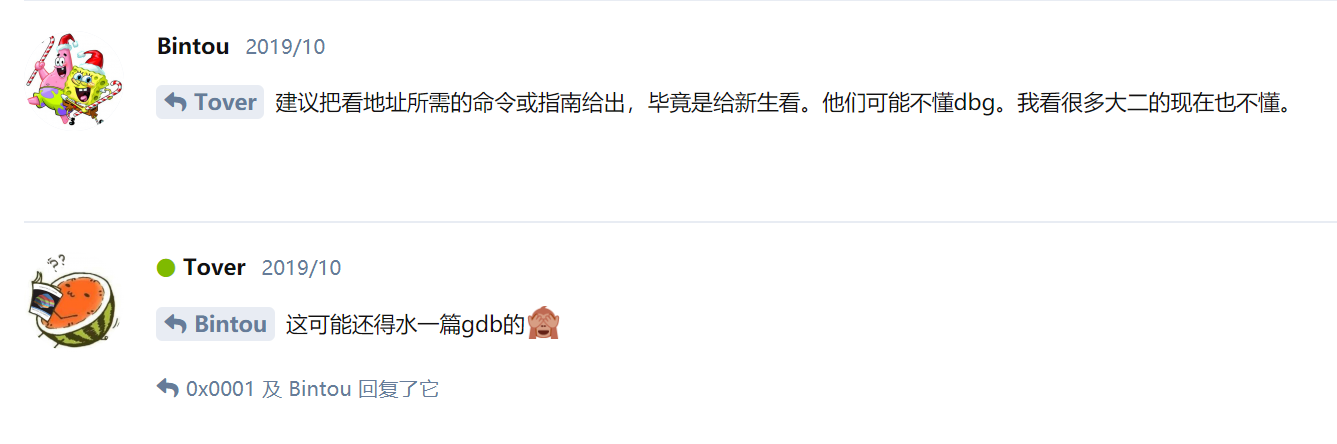 Bintou 2019/10
Tover 建议把看地址所需的命令或指南给出，毕竟是给新生看。他们可能不懂dbg。我看很多大二的现在也不懂。
??
Tover 2019/10
Bintou 这可能还得水一篇gdb的🙈
0x0001 及 Bintou 回复了它